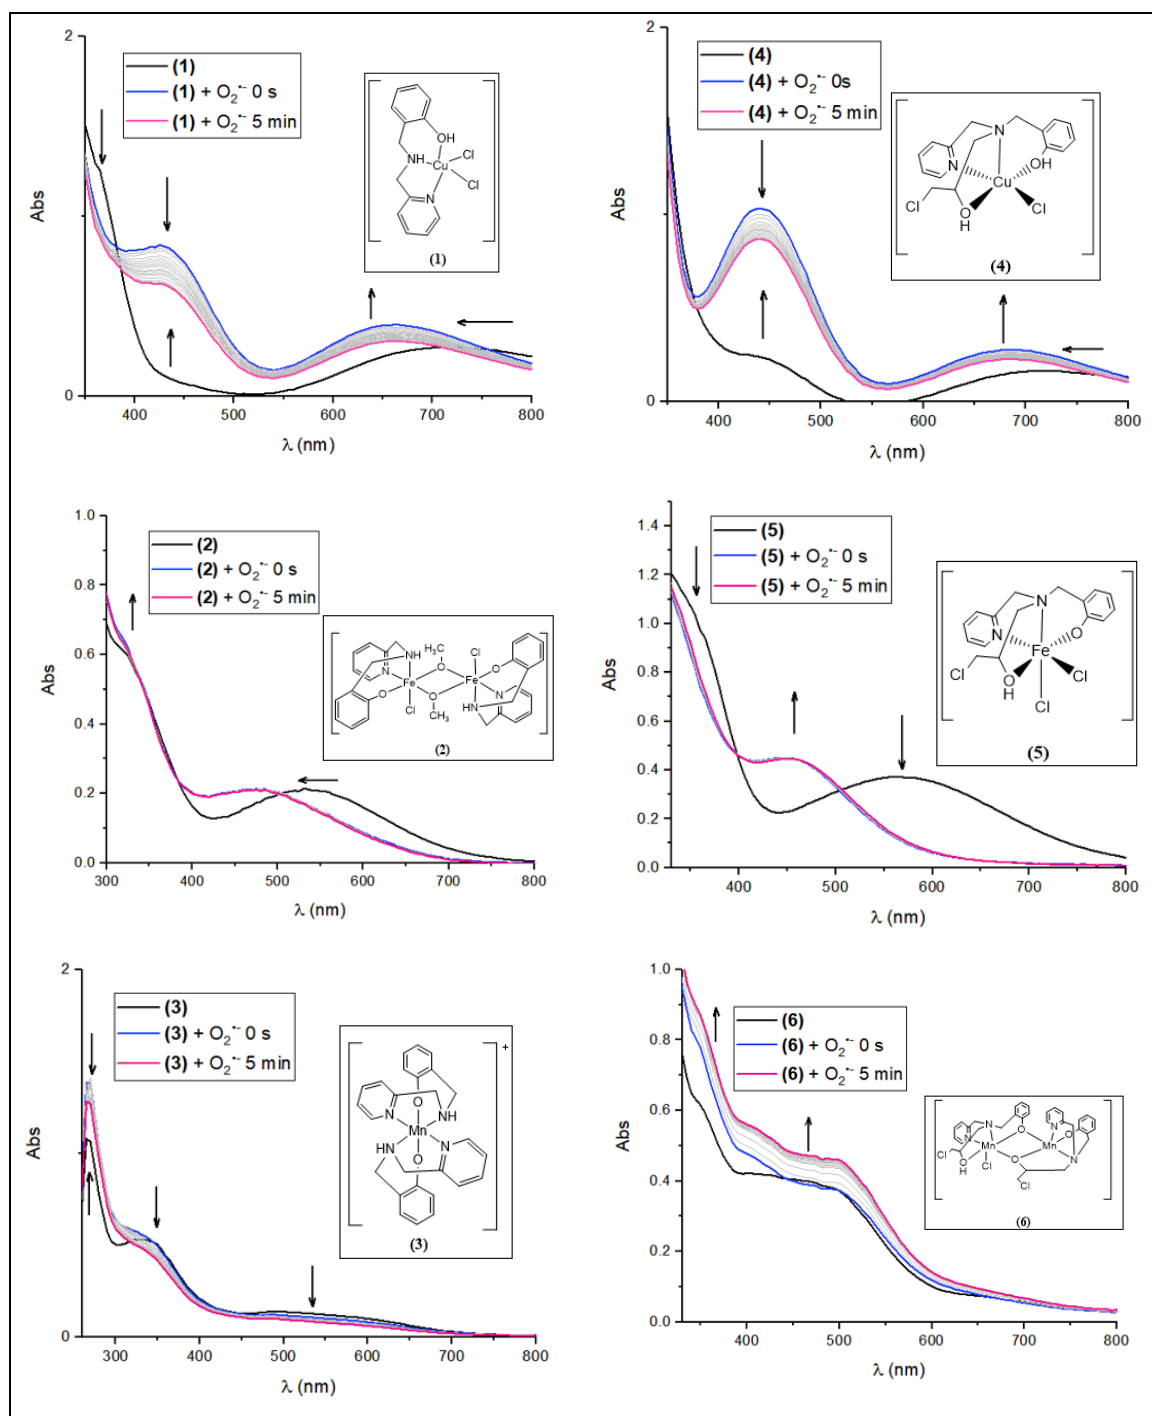 2
(1)
(1) + O₂•– 0 s
(1) + O₂•– 5 min
OH
NH
Cu
Cl
Cl
N
(1)
Abs
0
400 500 600 700 800
λ (nm)
2
(4)
(4) + O₂•– 0s
(4) + O₂•– 5 min
N
N
OH
Cu
Cl
O
H
Cl
(4)
Abs
0
400 500 600 700 800
λ (nm)
1.0
0.8
0.6
0.4
0.2
0.0
(2)
(2) + O₂•– 0 s
(2) + O₂•– 5 min
H₃C
Cl
NH
O
O
N
Fe
Fe
O
O
N
Cl
CH₃
HN
(2)
Abs
300 400 500 600 700 800
λ (nm)
1.4
1.2
1.0
0.8
0.6
0.4
0.2
0.0
(5)
(5) + O₂•– 0 s
(5) + O₂•– 5 min
N
N
O
Fe
Cl
O
H
Cl
Cl
(5)
Abs
400 500 600 700 800
λ (nm)
2
(3)
(3) + O₂•– 0 s
(3) + O₂•– 5 min
+
O
N
NH
Mn
HN
N
O
(3)
Abs
0
300 400 500 600 700 800
λ (nm)
1.0
0.8
0.6
0.4
0.2
0.0
(6)
(6) + O₂•– 0 s
(6) + O₂•– 5 min
N
O
N
N
Mn
Mn
O
Cl
O
H
Cl
O
N
Cl
(6)
Abs
400 500 600 700 800
λ (nm)